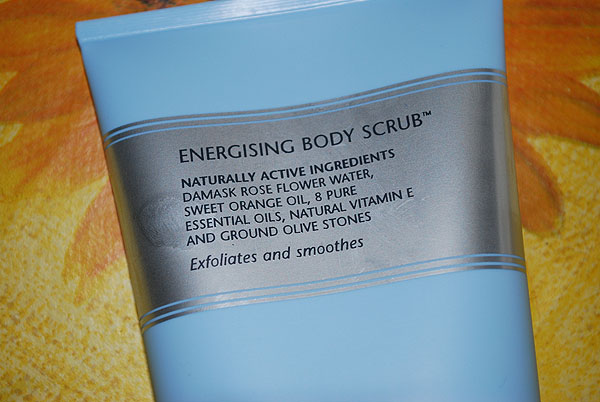 ENERGISING BODY SCRUB™
NATURALLY ACTIVE INGREDIENTS
DAMASK ROSE FLOWER WATER,
SWEET ORANGE OIL, 8 PURE
ESSENTIAL OILS, NATURAL VITAMIN E
AND GROUND OLIVE STONES
Exfoliates and smoothes